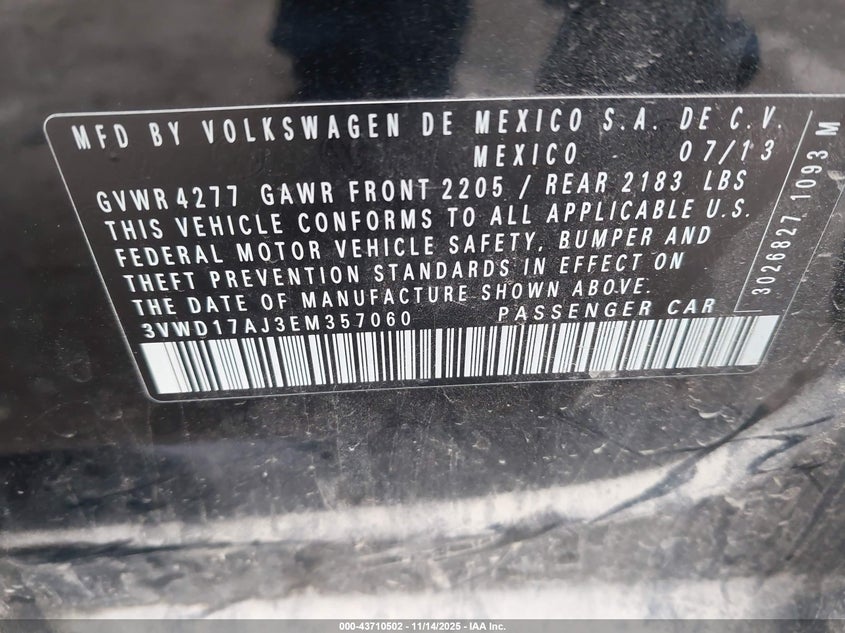 MFD BY VOLKSWAGEN DE MEXICO S.A. DE C.V.
MEXICO 07/13
GVWR 4277 GAWR FRONT 2205 / REAR 2183 LBS
THIS VEHICLE CONFORMS TO ALL APPLICABLE U.S.
FEDERAL MOTOR VEHICLE SAFETY, BUMPER AND
THEFT PREVENTION STANDARDS IN EFFECT ON
THE DATE OF MANUFACTURE SHOWN ABOVE.
3VWD17AJ3EM357060 PASSENGER CAR
3026827 1093 M
000-43710502 - 11/14/2025 - IAA Inc.